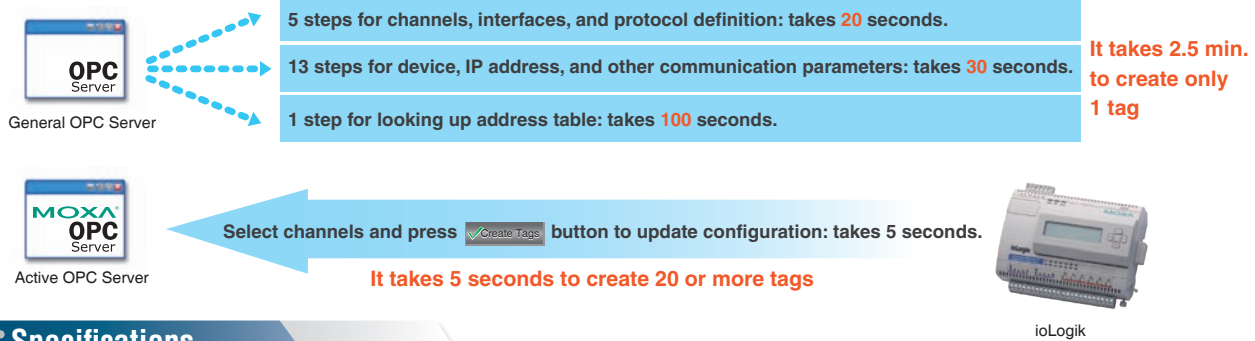 OPC
Server
General OPC Server
5 steps for channels, interfaces, and protocol definition: takes 20 seconds.
13 steps for device, IP address, and other communication parameters: takes 30 seconds.
1 step for looking up address table: takes 100 seconds.
It takes 2.5 min.
to create only
1 tag
MOXA
OPC
Server
Active OPC Server
Select channels and press Create Tags button to update configuration: takes 5 seconds.
It takes 5 seconds to create 20 or more tags
MOXA
ioLogik
ioLogik
Specifications